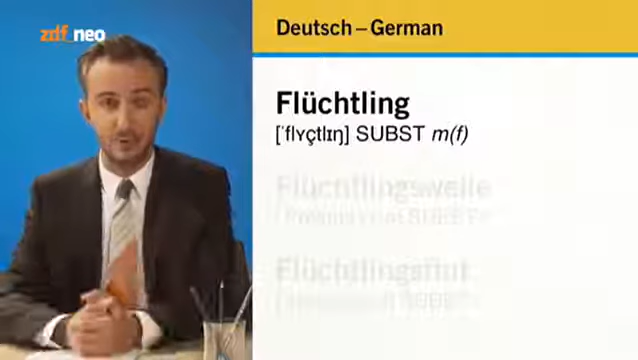 zdf_neo
Deutsch – German
Flüchtling
[ˈflʏçtlɪŋ] SUBST m(f)
Flüchtlingswelle
Flüchtlingsflut